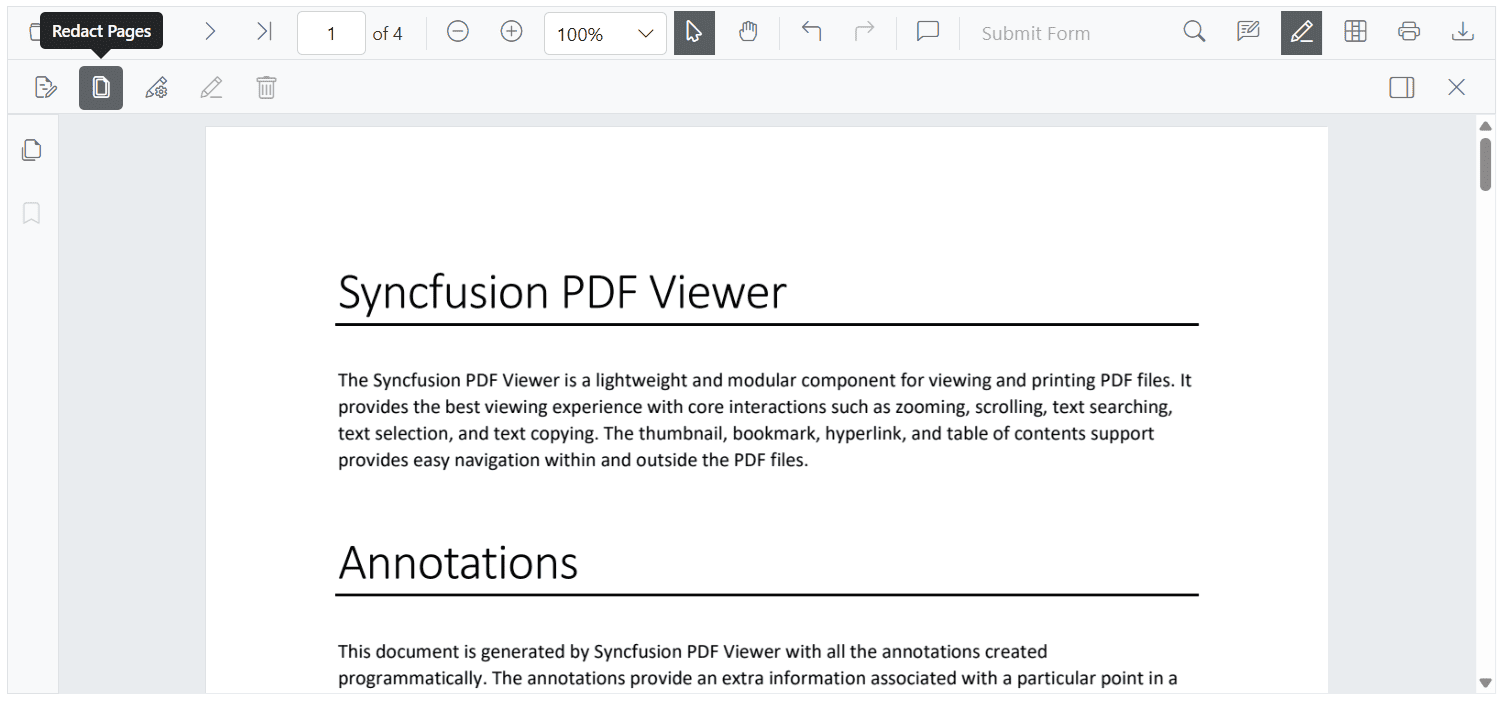 Redact Pages
1 of 4
100%
Submit Form
Syncfusion PDF Viewer
The Syncfusion PDF Viewer is a lightweight and modular component for viewing and printing PDF files. It
provides the best viewing experience with core interactions such as zooming, scrolling, text searching,
text selection, and text copying. The thumbnail, bookmark, hyperlink, and table of contents support
provides easy navigation within and outside the PDF files.
Annotations
This document is generated by Syncfusion PDF Viewer with all the annotations created
programmatically. The annotations provide an extra information associated with a particular point in a